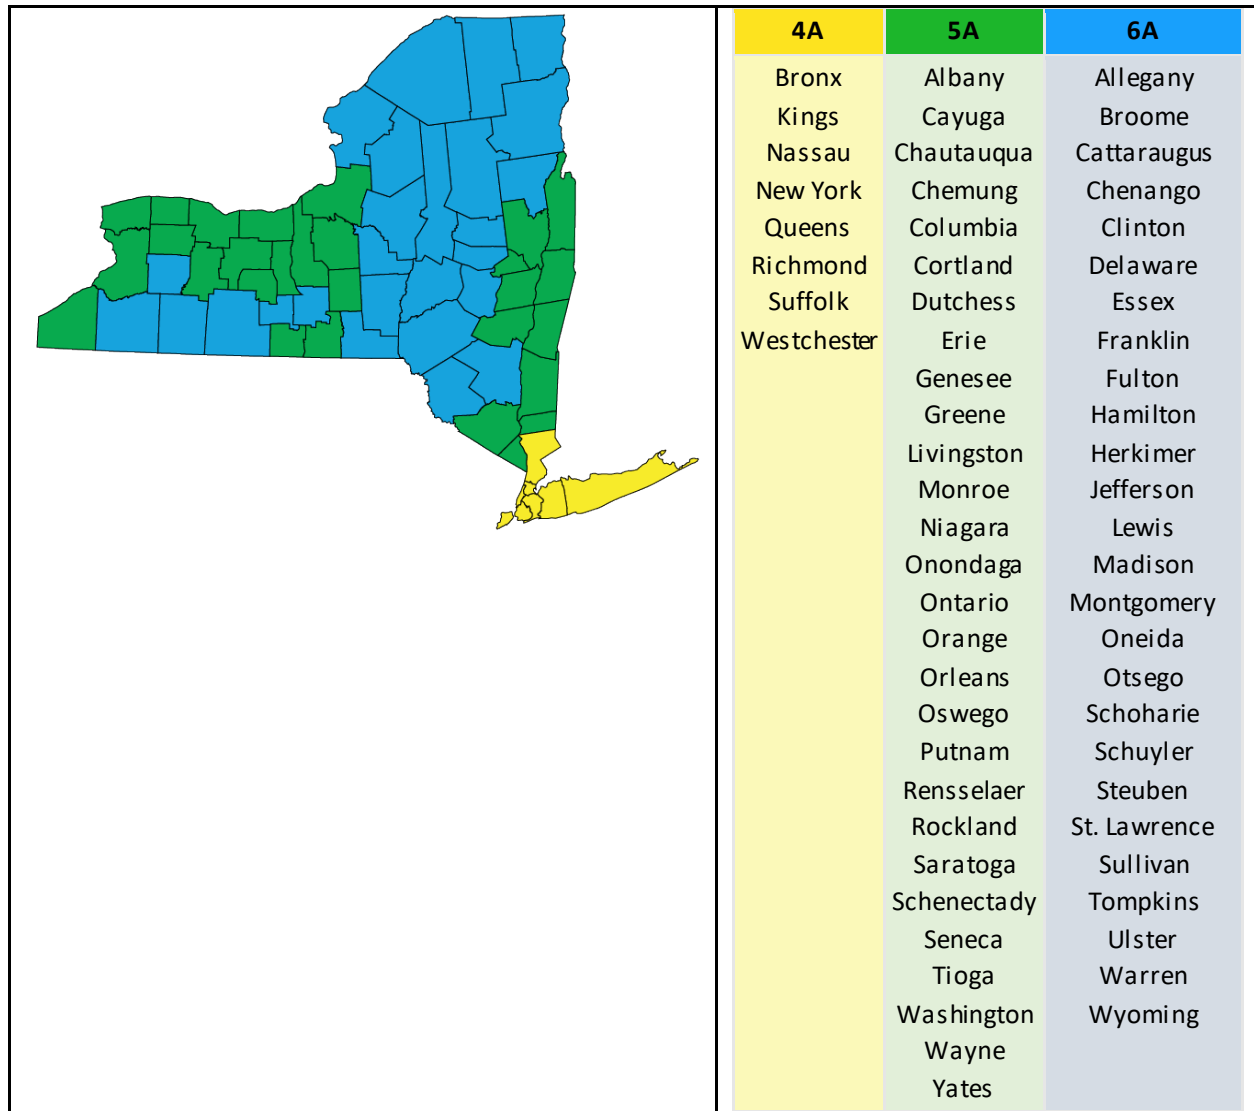 4A 5A 6A
Bronx Albany Allegany
Kings Cayuga Broome
Nassau Chautauqua Cattaraugus
New York Chemung Chenango
Queens Columbia Clinton
Richmond Cortland Delaware
Suffolk Dutchess Essex
Westchester Erie Franklin
Genesee Fulton
Greene Hamilton
Livingston Herkimer
Monroe Jefferson
Niagara Lewis
Onondaga Madison
Ontario Montgomery
Orange Oneida
Orleans Otsego
Oswego Schoharie
Putnam Schuyler
Rensselaer Steuben
Rockland St. Lawrence
Saratoga Sullivan
Schenectady Tompkins
Seneca Ulster
Tioga Warren
Washington Wyoming
Wayne
Yates